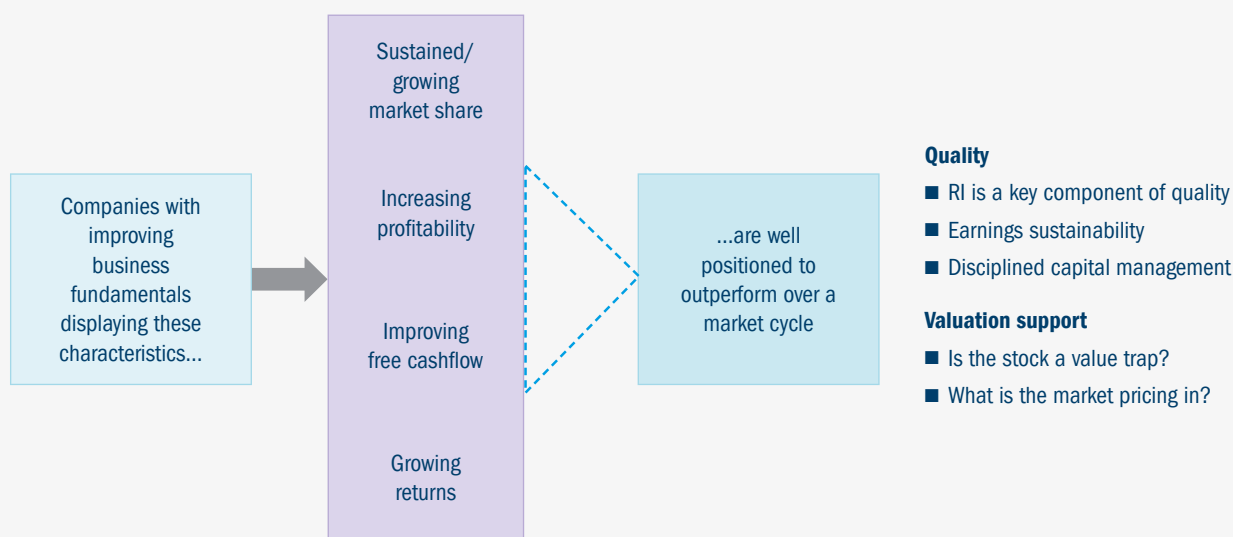 Companies with
improving
business
fundamentals
displaying these
characteristics...
Sustained/
growing
market share
Increasing
profitability
Improving
free cashflow
Growing
returns
...are well
positioned to
outperform over a
market cycle
Quality
■ RI is a key component of quality
■ Earnings sustainability
■ Disciplined capital management
Valuation support
■ Is the stock a value trap?
■ What is the market pricing in?